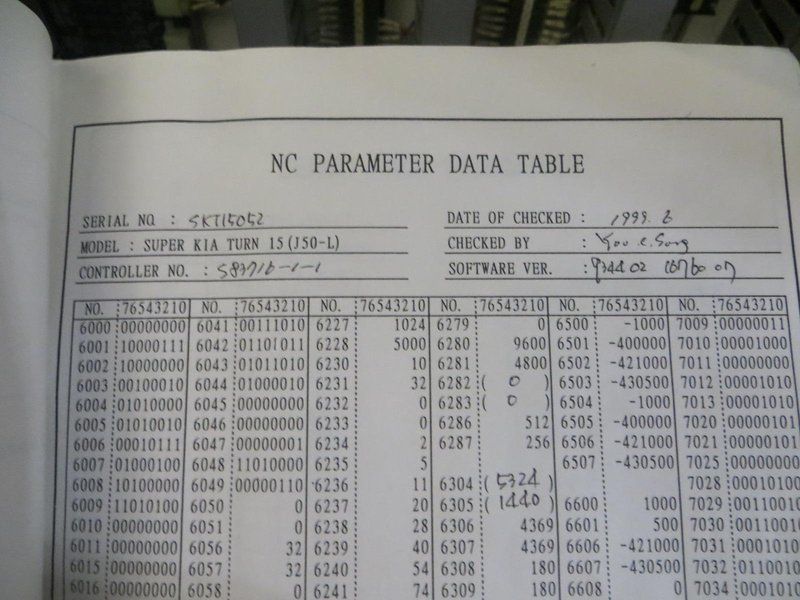 NC PARAMETER DATA TABLE
SERIAL NO : SKT15052 DATE OF CHECKED : 1999. 6
MODEL : SUPER KIA TURN 15(J50-L) CHECKED BY : Yoo
CONTROLLER NO. : S8371b-1-1 SOFTWARE VER. :
NO. 76543210 NO. 76543210 NO. 76543210 NO. 76543210 NO. 76543210 NO. 76543210
6000 00000000 6041 00111010 6227 1024 6279 0 6500 -1000 7009 00000011
6001 10000111 6042 01101011 6228 5000 6280 9600 6501 -400000 7010 00001000
6002 10000000 6043 01011010 6230 10 6281 4800 6502 -421000 7011 00000000
6003 00100010 6044 01000010 6231 32 6282 ( 0 ) 6503 -430500 7012 00001010
6004 01010000 6045 00000000 6232 0 6283 ( 0 ) 6504 -1000 7013 00001010
6005 01010010 6046 00000000 6233 0 6286 512 6505 -400000 7020 00000101
6006 00010111 6047 00000001 6234 2 6287 256 6506 -421000 7021 00000101
6007 01000100 6048 11010000 6235 5 6507 -430500 7025 00000000
6008 10100000 6049 00000110 6236 11 6304 (5324) 7028 00010100
6009 11010100 6050 0 6237 20 6305 (1440) 6600 1000 7029 00110010
6010 00000000 6051 0 6238 28 6306 4369 6601 500 7030 00110010
6011 00000000 6056 32 6239 40 6307 4369 6606 -421000 7031 00001010
6015 00000000 6057 32 6240 54 6308 180 6607 -430500 7032 01100110
6016 00000000 6058 0 6241 74 6309 180 6608 0 7034 00001010